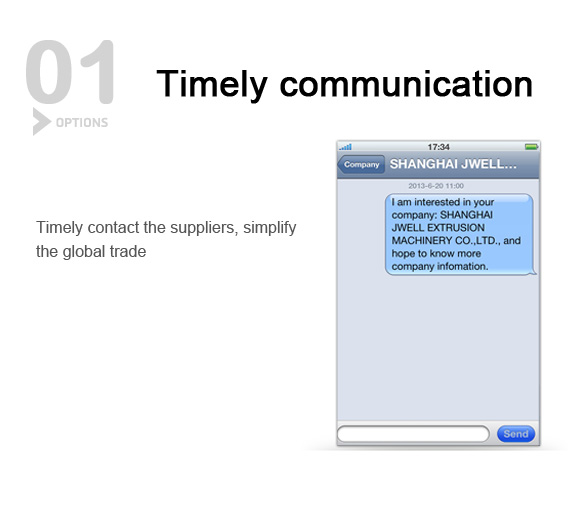 01
OPTIONS
Timely communication
Timely contact the suppliers, simplify
the global trade
17:34
Company
SHANGHAI JWELL...
2013-6-20 11:00
I am interested in your
company: SHANGHAI
JWELL EXTRUSION
MACHINERY CO.,LTD., and
hope to know more
company infomation.
Send